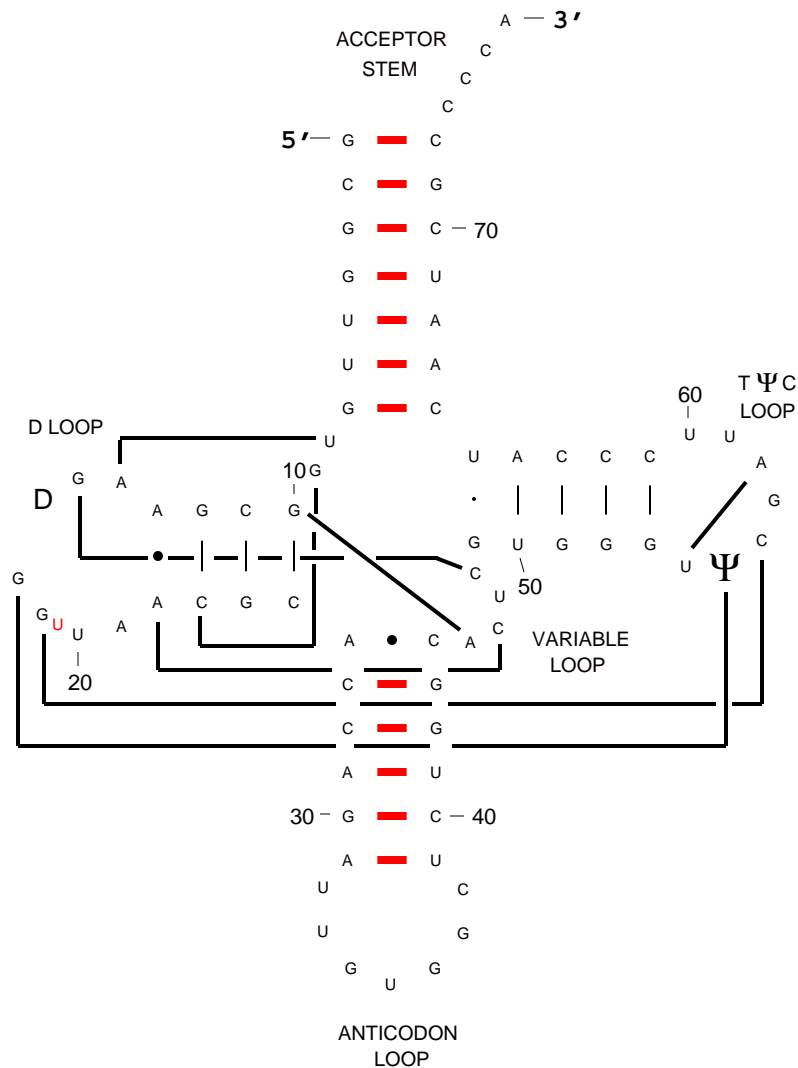 A 3′
ACCEPTOR
STEM
C
C
C
5′ G C
C G
G C 70
G U
U A
U A
G C
60
T Ψ C
LOOP
D LOOP
U
U A C C C U U
G A
10 G
A
D
A G C G
G
G U G G G U C
Ψ
G
C
50
A A C G C
U
G U U
A C A C
VARIABLE
LOOP
20
C G
C G
A U
30 G C 40
A U
U C
U G
G G
U
ANTICODON
LOOP